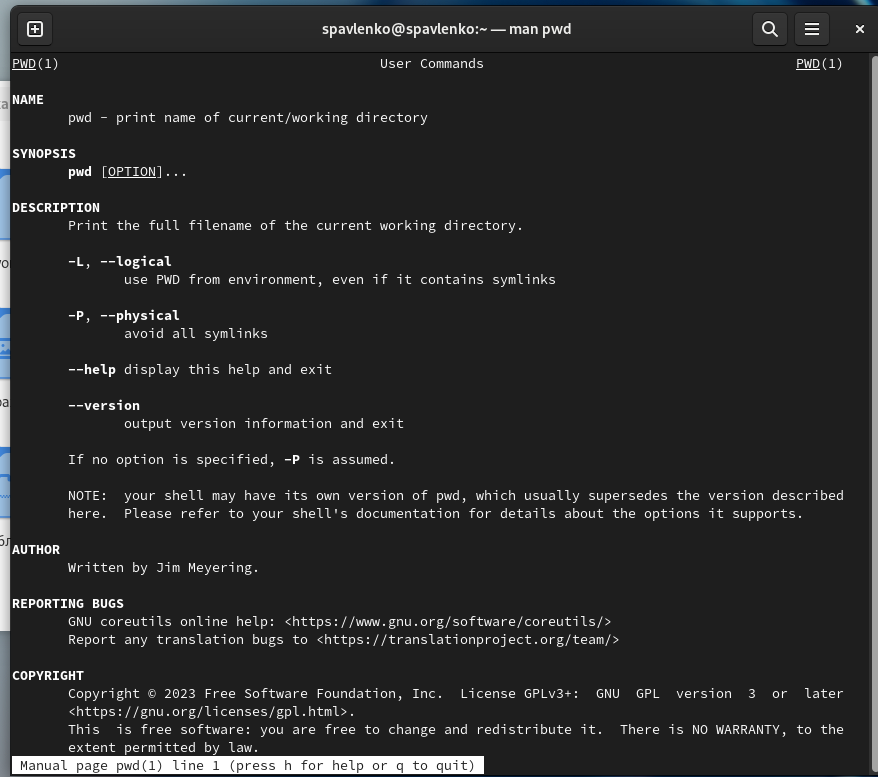 spavlenko@spavlenko:~ — man pwd
PWD(1) User Commands PWD(1)
NAME
pwd - print name of current/working directory
SYNOPSIS
pwd [OPTION]...
DESCRIPTION
Print the full filename of the current working directory.
-L, --logical
use PWD from environment, even if it contains symlinks
-P, --physical
avoid all symlinks
--help display this help and exit
--version
output version information and exit
If no option is specified, -P is assumed.
NOTE: your shell may have its own version of pwd, which usually supersedes the version described
here. Please refer to your shell's documentation for details about the options it supports.
AUTHOR
Written by Jim Meyering.
REPORTING BUGS
GNU coreutils online help: <https://www.gnu.org/software/coreutils/>
Report any translation bugs to <https://translationproject.org/team/>
COPYRIGHT
Copyright © 2023 Free Software Foundation, Inc. License GPLv3+: GNU GPL version 3 or later
<https://gnu.org/licenses/gpl.html>.
This is free software: you are free to change and redistribute it. There is NO WARRANTY, to the
extent permitted by law.
Manual page pwd(1) line 1 (press h for help or q to quit)